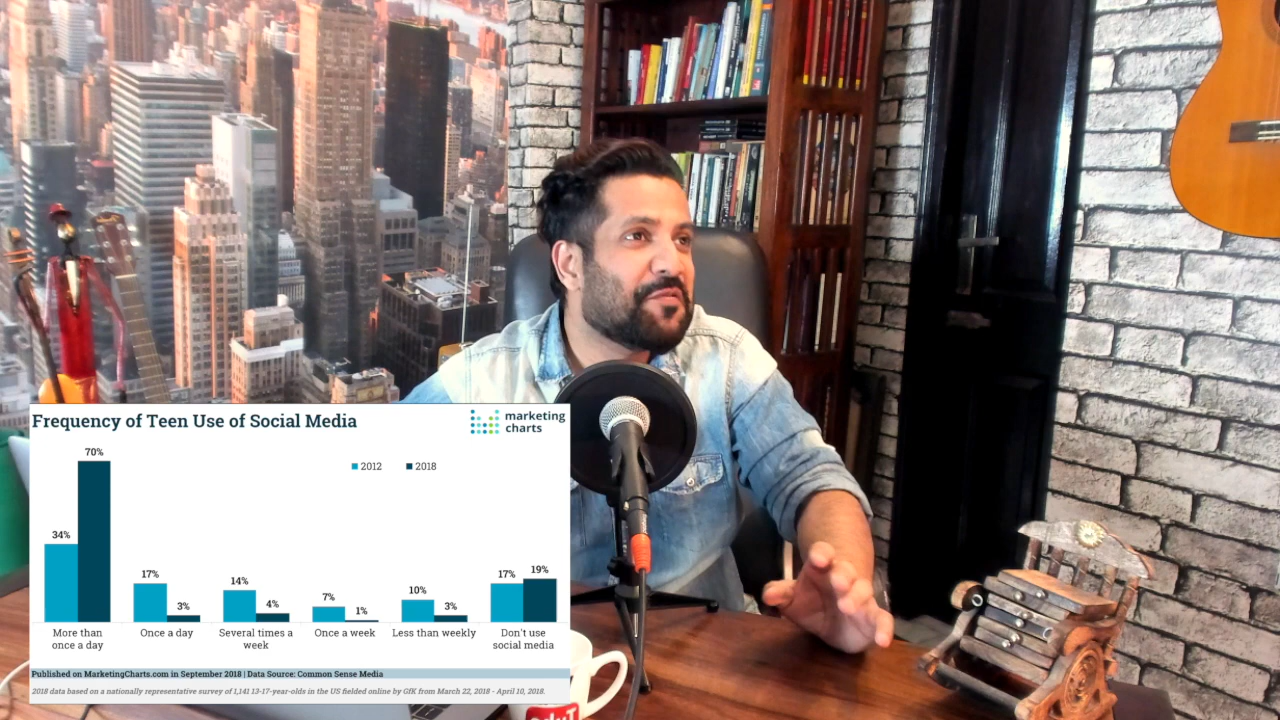 Frequency of Teen Use of Social Media
marketing
charts
2012
2018
70%
34%
17%
3%
14%
4%
7%
1%
10%
3%
17%
19%
More than
once a day
Once a day
Several times a
week
Once a week
Less than weekly
Don't use
social media
Published on MarketingCharts.com in September 2018 | Data Source: Common Sense Media
2018 data based on a nationally representative survey of 1,141 13-17-year-olds in the US fielded online by GfK from March 22, 2018 - April 10, 2018.